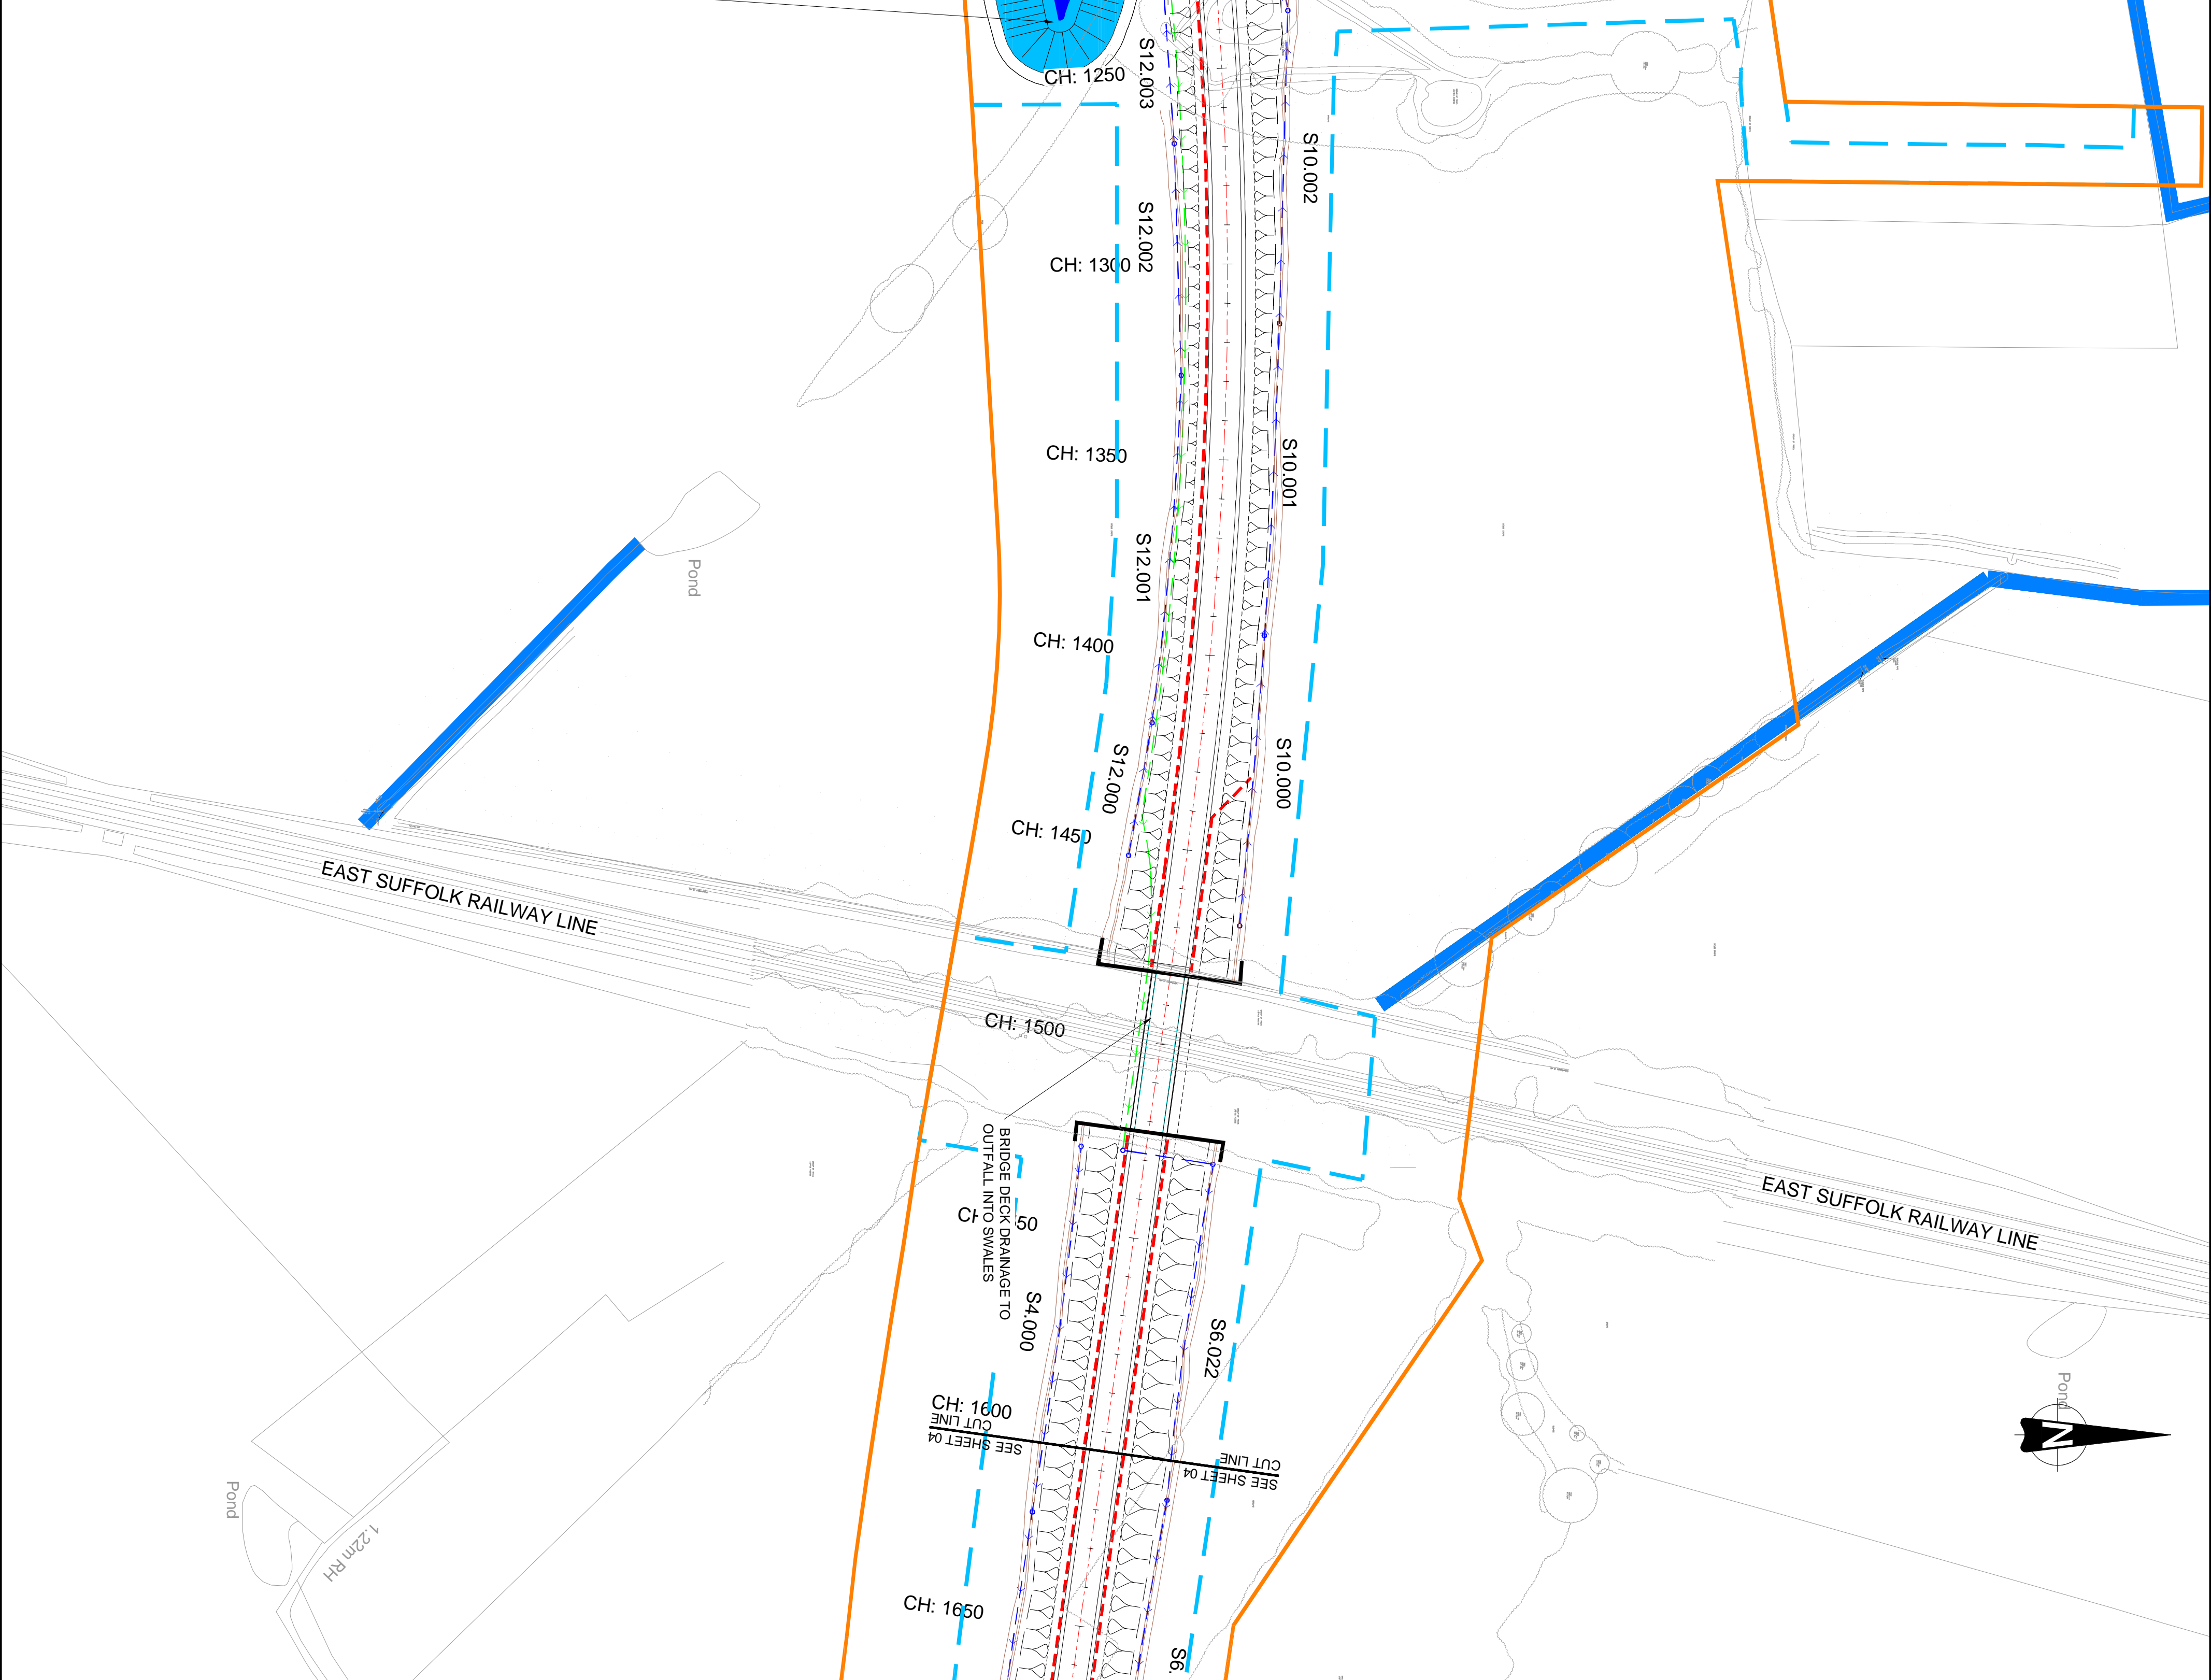 CH: 1250
S12.003
S10.002
S12.002
CH: 1300
CH: 1350
S10.001
S12.001
Pond
CH: 1400
S12.000
S10.000
CH: 1450
EAST SUFFOLK RAILWAY LINE
CH: 1500
BRIDGE DECK DRAINAGE TO
OUTFALL INTO SWALES
EAST SUFFOLK RAILWAY LINE
S4.000
S6.022
CH: 1600
CUT LINE
SEE SHEET 04
CUT LINE
SEE SHEET 04
Pond
N
Pond
1.22m RH
CH: 1650
S6.